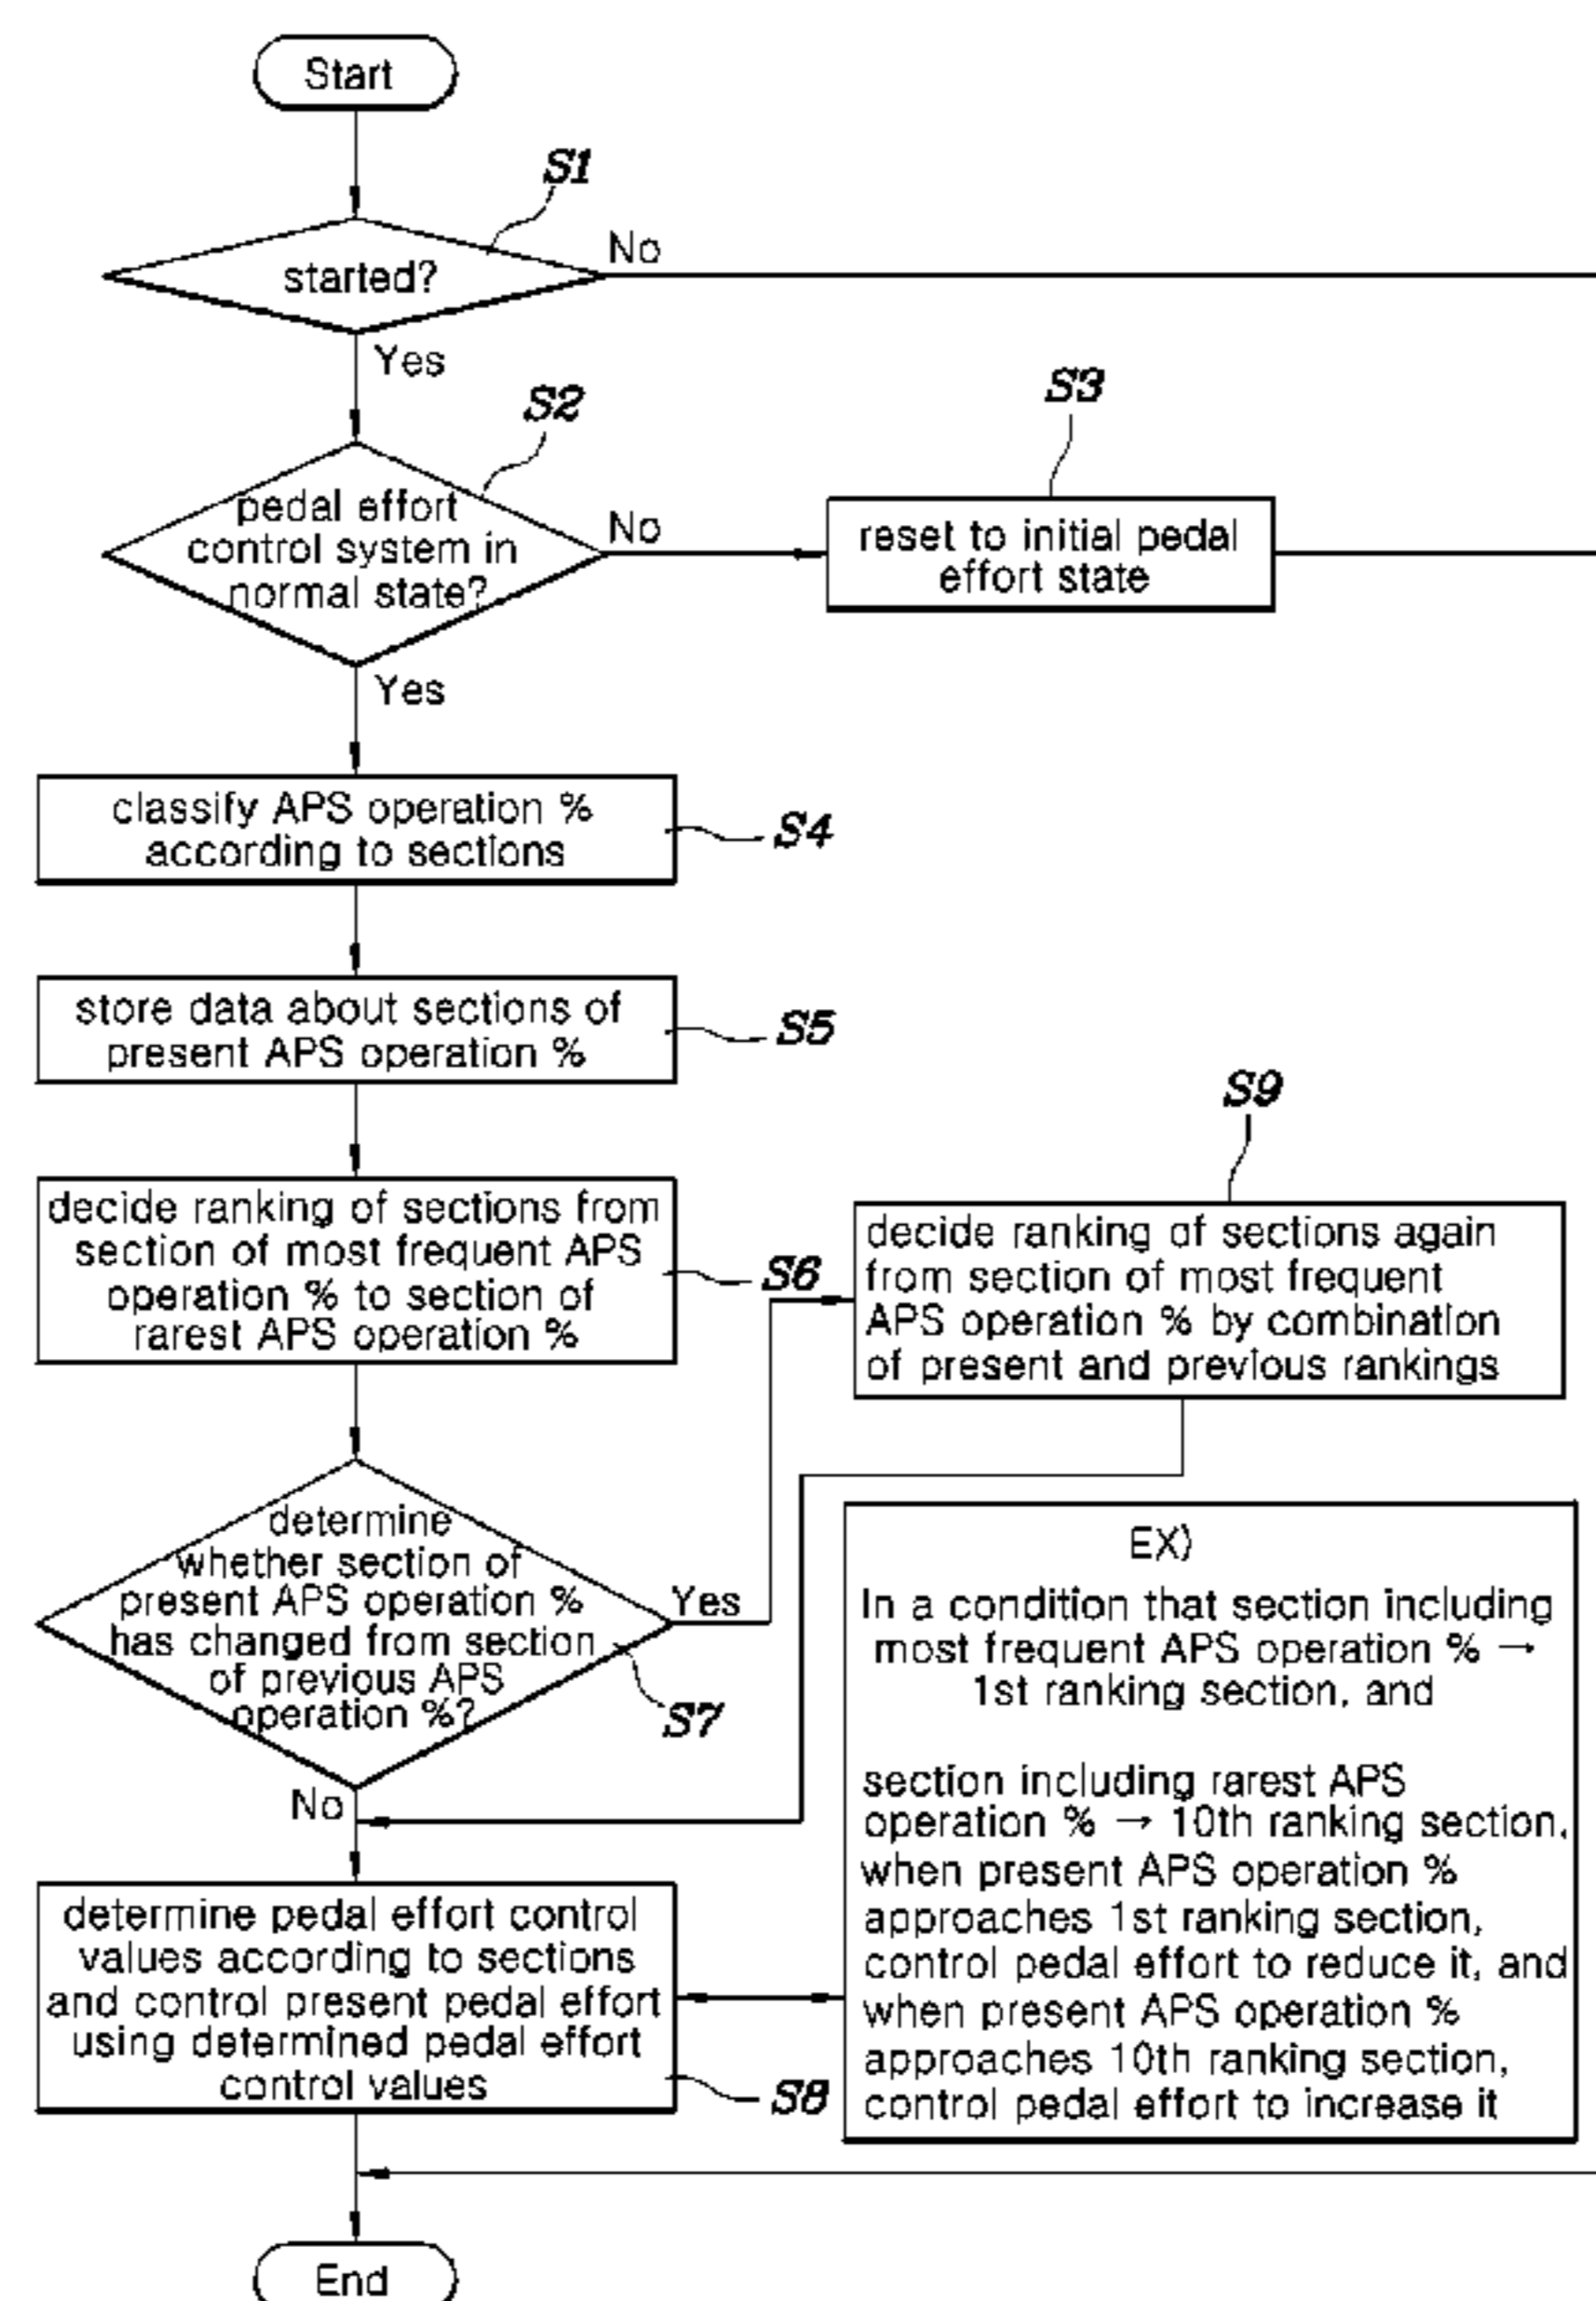 Start
S1
started?
No
Yes
S2
pedal effort
control system in
normal state?
No
S3
reset to initial pedal
effort state
Yes
classify APS operation %
according to sections
S4
store data about sections of
present APS operation %
S5
decide ranking of sections from
section of most frequent APS
operation % to section of
rarest APS operation %
S6
S9
decide ranking of sections again
from section of most frequent
APS operation % by combination
of present and previous rankings
determine
whether section of
present APS operation %
has changed from section
of previous APS
operation %?
Yes
S7
No
determine pedal effort control
values according to sections
and control present pedal effort
using determined pedal effort
control values
S8
EX)
In a condition that section including
most frequent APS operation % →
1st ranking section, and
section including rarest APS
operation % → 10th ranking section,
when present APS operation %
approaches 1st ranking section,
control pedal effort to reduce it, and
when present APS operation %
approaches 10th ranking section,
control pedal effort to increase it
End